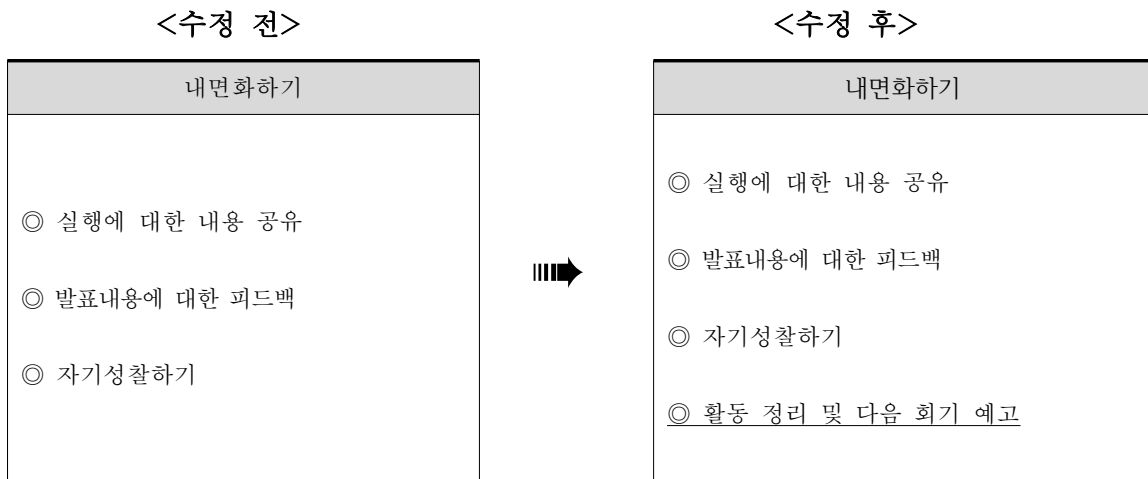 <수정 전>
내면화하기
◎ 실행에 대한 내용 공유
◎ 발표내용에 대한 피드백
◎ 자기성찰하기
<수정 후>
내면화하기
◎ 실행에 대한 내용 공유
◎ 발표내용에 대한 피드백
◎ 자기성찰하기
◎ 활동 정리 및 다음 회기 예고